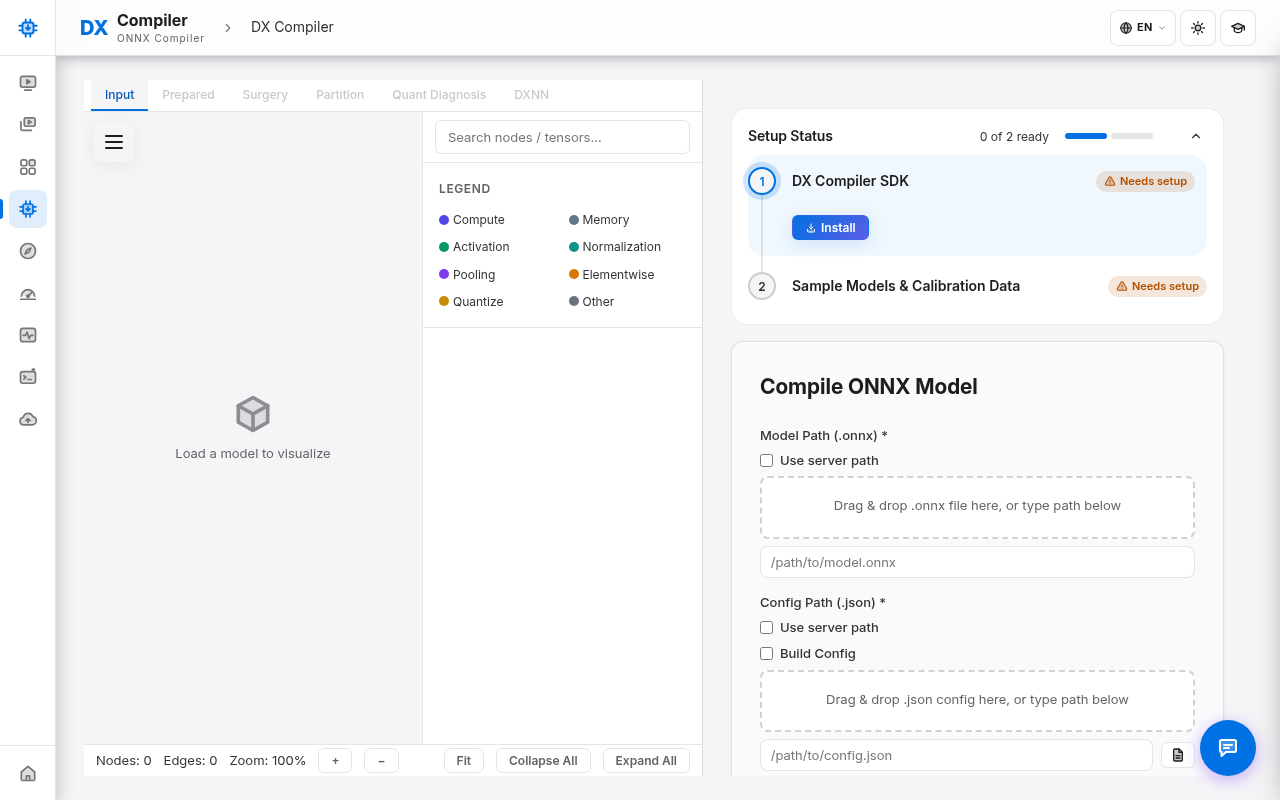 DX
Compiler
ONNX Compiler
DX Compiler
EN
Input
Prepared
Surgery
Partition
Quant Diagnosis
DXNN
Search nodes / tensors...
LEGEND
Compute
Memory
Activation
Normalization
Pooling
Elementwise
Quantize
Other
Load a model to visualize
Nodes: 0
Edges: 0
Zoom: 100%
+
−
Fit
Collapse All
Expand All
Setup Status
0 of 2 ready
1
DX Compiler SDK
Needs setup
Install
2
Sample Models & Calibration Data
Needs setup
Compile ONNX Model
Model Path (.onnx) *
Use server path
Drag & drop .onnx file here, or type path below
/path/to/model.onnx
Config Path (.json) *
Use server path
Build Config
Drag & drop .json config here, or type path below
/path/to/config.json